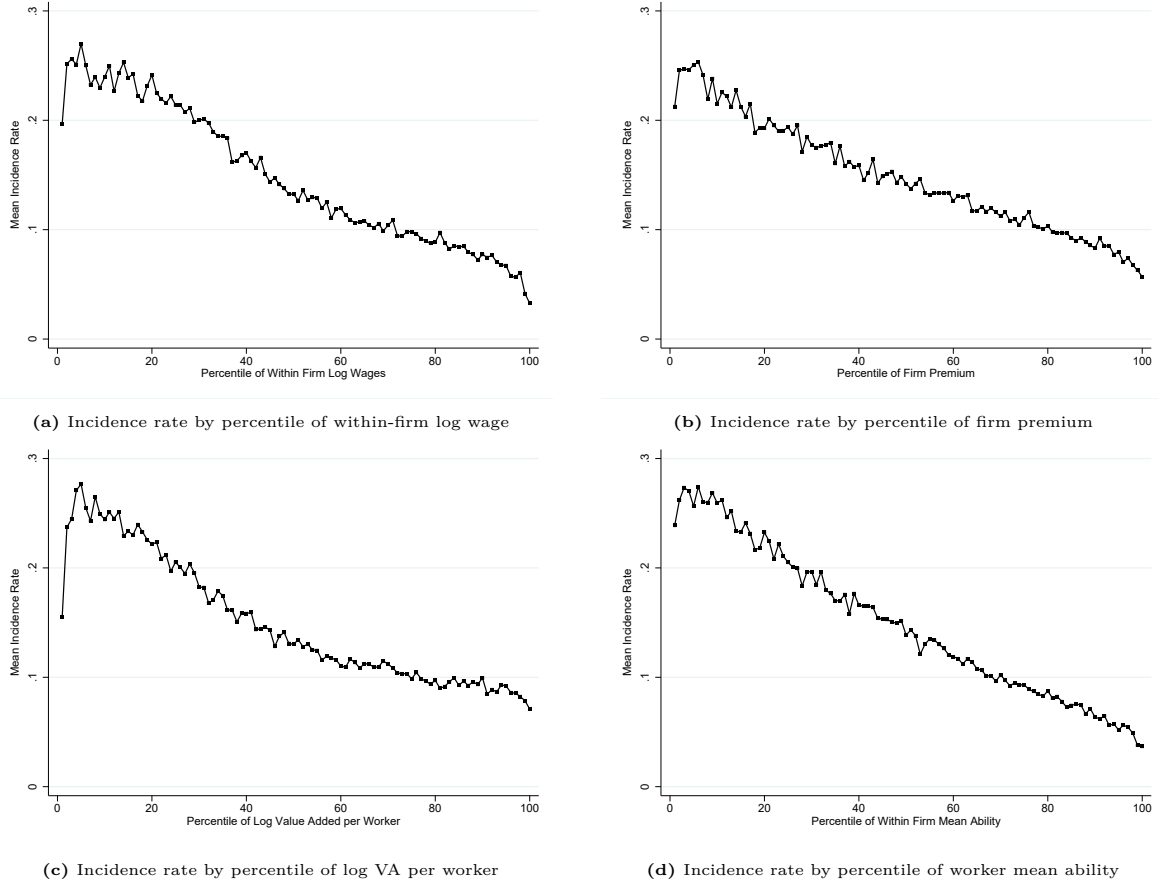 .3
.2
.1
0
Mean Incidence Rate
0 20 40 60 80 100
Percentile of Within Firm Log Wages
(a) Incidence rate by percentile of within-firm log wage
.3
.2
.1
0
Mean Incidence Rate
0 20 40 60 80 100
Percentile of Firm Premium
(b) Incidence rate by percentile of firm premium
.3
.2
.1
0
Mean Incidence Rate
0 20 40 60 80 100
Percentile of Log Value Added per Worker
(c) Incidence rate by percentile of log VA per worker
.3
.2
.1
0
Mean Incidence Rate
0 20 40 60 80 100
Percentile of Within Firm Mean Ability
(d) Incidence rate by percentile of worker mean ability